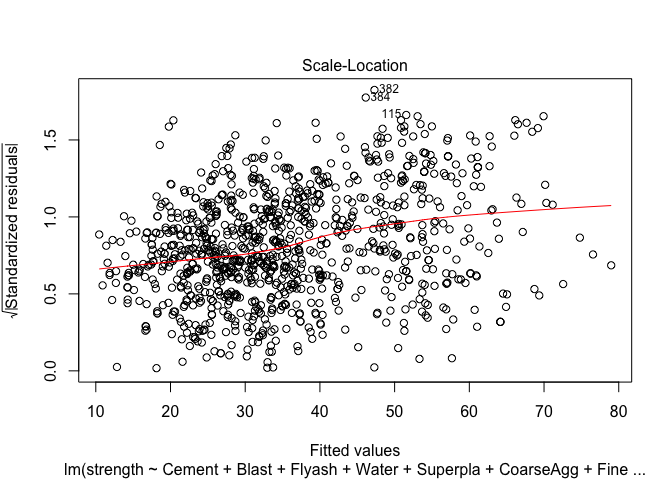 Scale-Location
√|Standardized residuals|
1.5
1.0
0.5
0.0
382
384
115
10 20 30 40 50 60 70 80
Fitted values
lm(strength ~ Cement + Blast + Flyash + Water + Superpla + CoarseAgg + Fine ...